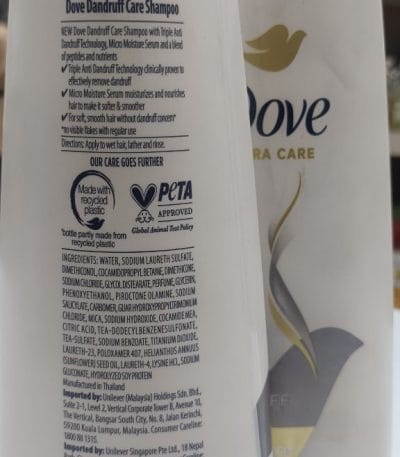 Dove Dandruff Care Shampoo
NEW Dove Dandruff Care Shampoo with Triple Anti
Dandruff Technology, Micro Moisture Serum and a blend
of peptides and nutrients
✓ Triple Anti Dandruff Technology clinically proven to
effectively remove dandruff
✓ Micro Moisture Serum moisturizes and nourishes
hair to make it softer & smoother
✓ For soft, smooth hair without dandruff concern*
*no visible flakes with regular use
Directions: Apply to wet hair, lather and rinse.
OUR CARE GOES FURTHER
Made with
recycled
plastic
*bottle partly made from
recycled plastic
PETA
APPROVED
Global Animal Test Policy
INGREDIENTS: WATER, SODIUM LAURETH SULFATE,
DIMETHICONOL, COCAMIDOPROPYL BETAINE, DIMETHICONE,
SODIUM CHLORIDE, GLYCOL DISTEARATE, PERFUME, GLYCERIN,
PHENOXYETHANOL, PIROCTONE OLAMINE, SODIUM
SALICYLATE, CARBOMER, GUAR HYDROXYPROPYLTRIMONIUM
CHLORIDE, MICA, SODIUM HYDROXIDE, COCAMIDE MEA,
CITRIC ACID, TEA-DODECYLBENZENESULFONATE,
TEA-SULFATE, SODIUM BENZOATE, TITANIUM DIOXIDE,
LAURETH-23, POLOXAMER 407, HELIANTHUS ANNUUS
(SUNFLOWER) SEED OIL, LAURETH-4, LYSINE HCL, SODIUM
GLUCONATE, HYDROLYZED SOY PROTEIN
Manufactured in Thailand
Imported by: Unilever (Malaysia) Holdings Sdn. Bhd.,
Suite 2-1, Level 2, Vertical Corporate Tower B, Avenue 10,
The Vertical, Bangsar South City, No. 8, Jalan Kerinchi,
59200 Kuala Lumpur, Malaysia. Consumer Careline:
1800 80 1315.
Imported by: Unilever Singapore Pte Ltd., 18 Nepal
Dove
RA CARE